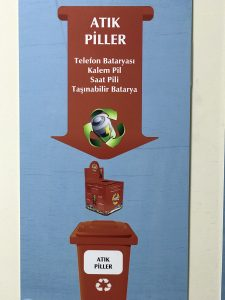 ATIK
PİLLER
Telefon Bataryası
Kalem Pil
Saat Pili
Taşınabilir Batarya
ATIK
PİLLER